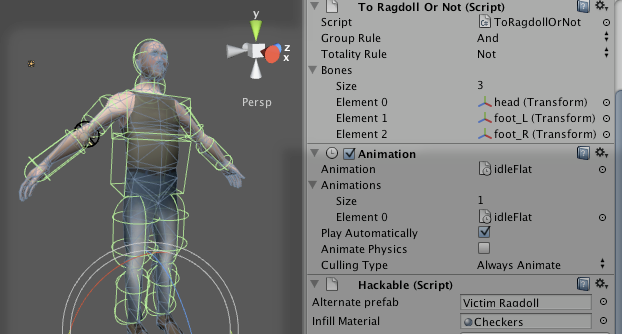 To Ragdoll Or Not (Script)
Script ToRagdollOrNot
Group Rule And
Totality Rule Not
Bones
Size 3
Element 0 head (Transform)
Element 1 foot_L (Transform)
Element 2 foot_R (Transform)
Animation
Animation idleFlat
Animations
Size 1
Element 0 idleFlat
Play Automatically
Animate Physics
Culling Type Always Animate
Hackable (Script)
Alternate prefab Victim Ragdoll
Infill Material Checkers
y
z
x
Persp